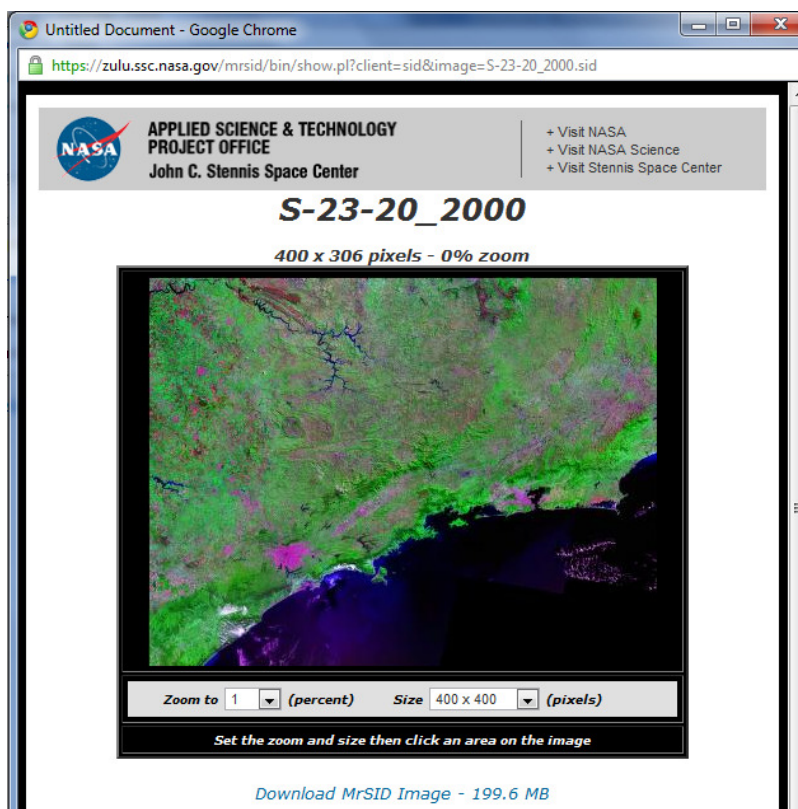 Untitled Document - Google Chrome
https://zulu.ssc.nasa.gov/mrsid/bin/show.pl?client=sid&image=S-23-20_2000.sid
NASA
APPLIED SCIENCE & TECHNOLOGY
PROJECT OFFICE
John C. Stennis Space Center
+ Visit NASA
+ Visit NASA Science
+ Visit Stennis Space Center
S-23-20_2000
400 x 306 pixels - 0% zoom
Zoom to 1 (percent) Size 400 x 400 (pixels)
Set the zoom and size then click an area on the image
Download MrSID Image - 199.6 MB